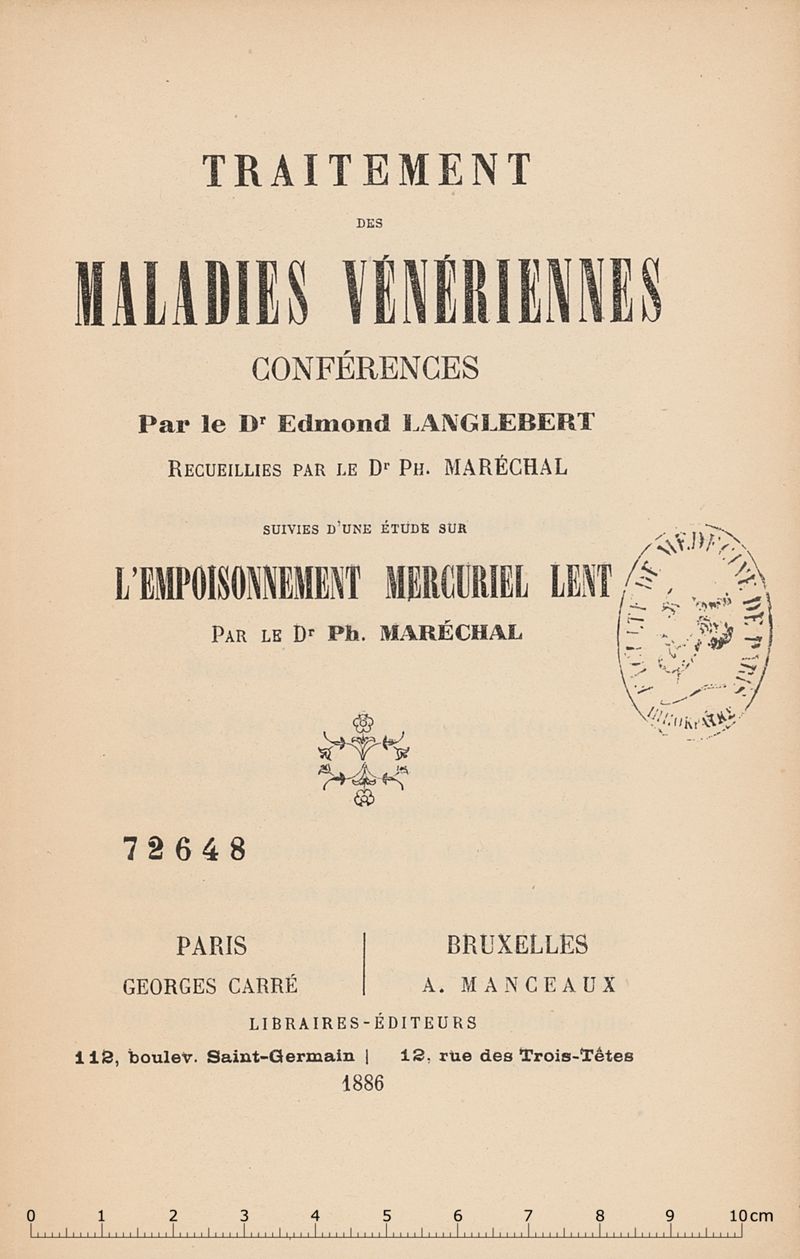 TRAITEMENT
DES
MALADIES VÉNÉRIENNES
CONFÉRENCES
Par le Dr Edmond LANGLEBERT
RECUEILLIES PAR LE Dr PH. MARÉCHAL
SUIVIES D'UNE ÉTUDE SUR
L'EMPOISONNEMENT MERCURIEL LENT
PAR LE Dr Ph. MARÉCHAL
72648
PARIS
GEORGES CARRÉ
BRUXELLES
A. MANCEAUX
LIBRAIRES-ÉDITEURS
112, boulev. Saint-Germain | 12, rue des Trois-Têtes
1886
0 1 2 3 4 5 6 7 8 9 10cm